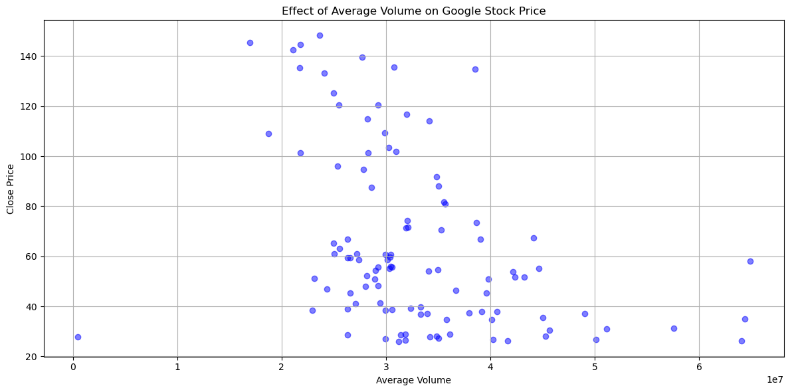 Effect of Average Volume on Google Stock Price
Close Price
140
120
100
80
60
40
20
0 1 2 3 4 5 6
1e7
Average Volume